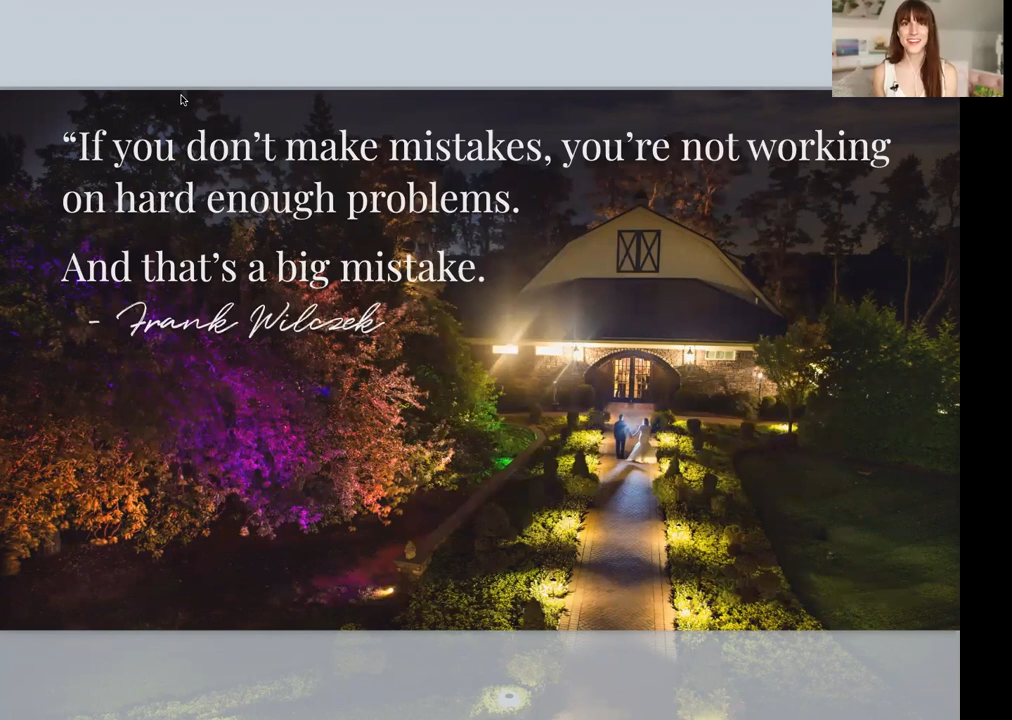 “If you don’t make mistakes, you’re not working
on hard enough problems.
And that’s a big mistake.
- Frank Wilczek